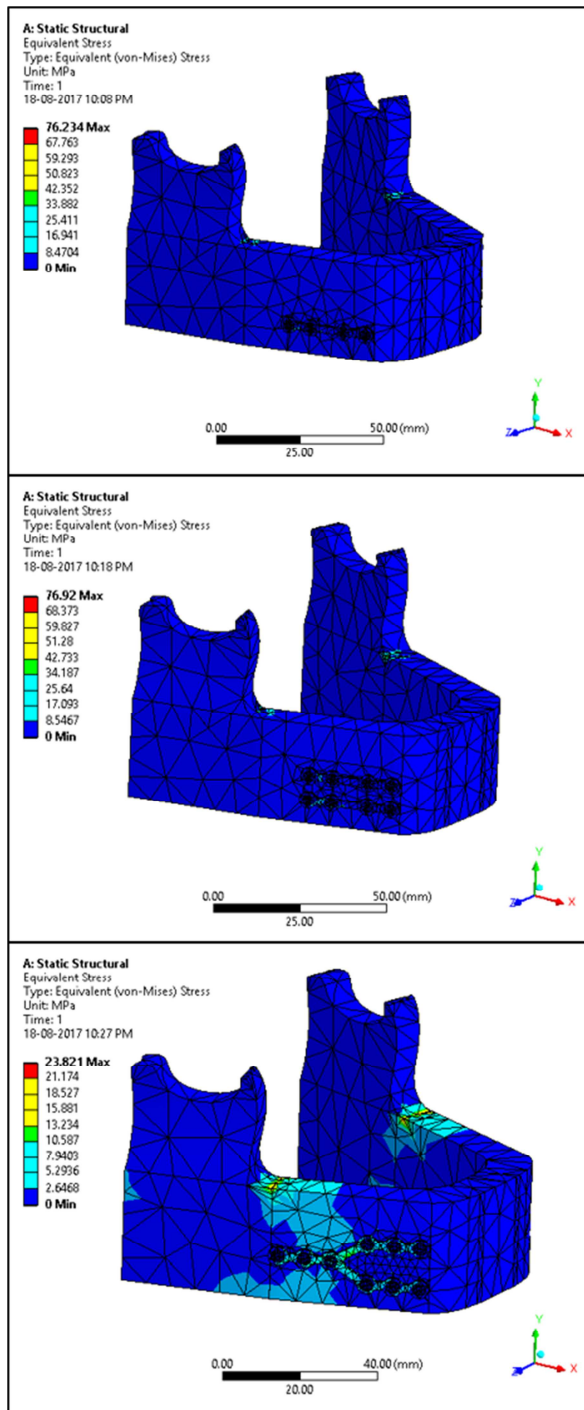 A: Static Structural
Equivalent Stress
Type: Equivalent (von-Mises) Stress
Unit: MPa
Time: 1
18-08-2017 10:08 PM
76.234 Max
67.763
59.293
50.823
42.352
33.882
25.411
16.941
8.4704
0 Min
0.00 50.00 (mm)
25.00
Y
Z X
A: Static Structural
Equivalent Stress
Type: Equivalent (von-Mises) Stress
Unit: MPa
Time: 1
18-08-2017 10:18 PM
76.92 Max
68.373
59.827
51.28
42.733
34.187
25.64
17.093
8.5467
0 Min
0.00 50.00 (mm)
25.00
Y
Z X
A: Static Structural
Equivalent Stress
Type: Equivalent (von-Mises) Stress
Unit: MPa
Time: 1
18-08-2017 10:27 PM
23.821 Max
21.174
18.527
15.881
13.234
10.587
7.9403
5.2936
2.6468
0 Min
0.00 40.00 (mm)
20.00
Y
Z X